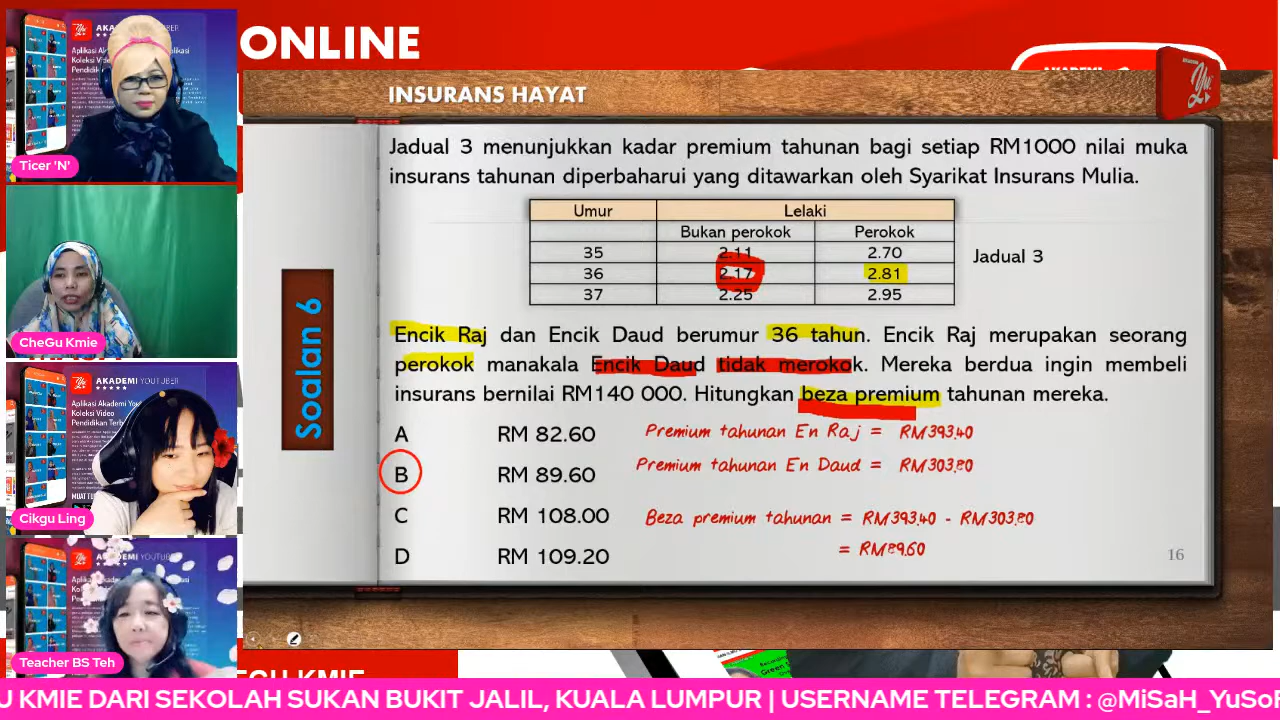 ONLINE
INSURANS HAYAT
Jadual 3 menunjukkan kadar premium tahunan bagi setiap RM1000 nilai muka
insurans tahunan diperbaharui yang ditawarkan oleh Syarikat Insurans Mulia.
Umur Lelaki
Bukan perokok Perokok
35 2.11 2.70
36 2.17 2.81
37 2.25 2.95
Jadual 3
Soalan 6
Encik Raj dan Encik Daud berumur 36 tahun. Encik Raj merupakan seorang
perokok manakala Encik Daud tidak merokok. Mereka berdua ingin membeli
insurans bernilai RM140 000. Hitungkan beza premium tahunan mereka.
A RM 82.60
B RM 89.60
C RM 108.00
D RM 109.20
Premium tahunan En Raj = RM393.40
Premium tahunan En Daud = RM303.80
Beza premium tahunan = RM393.40 - RM303.80
= RM89.60
16
Ticer 'N'
CheGu Kmie
Cikgu Ling
Teacher BS Teh
U KMIE DARI SEKOLAH SUKAN BUKIT JALIL, KUALA LUMPUR | USERNAME TELEGRAM : @MiSaH_YuSoF